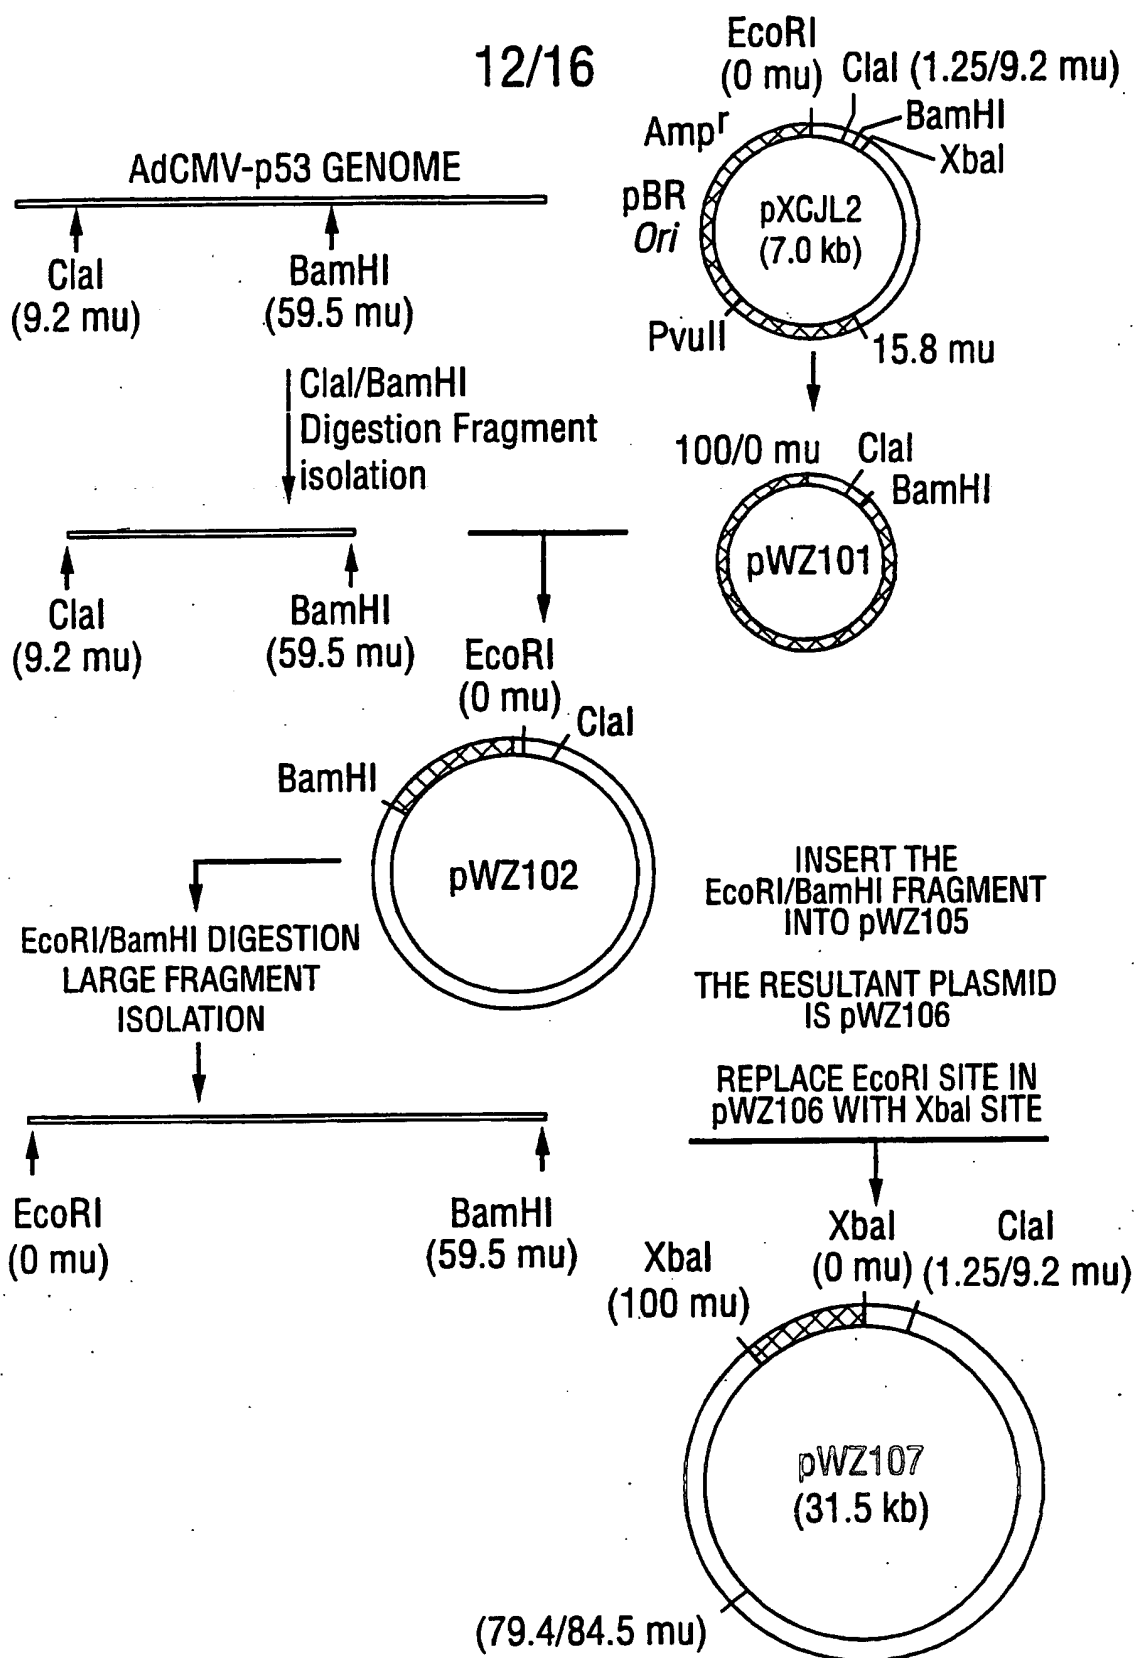 12/16
EcoRI
(0 mu)
ClaI (1.25/9.2 mu)
BamHI
XbaI
Ampr
pBR
Ori
pXCJL2
(7.0 kb)
PvuII
15.8 mu
AdCMV-p53 GENOME
ClaI
(9.2 mu)
BamHI
(59.5 mu)
ClaI/BamHI
Digestion Fragment
isolation
100/0 mu
ClaI
BamHI
pWZ101
ClaI
(9.2 mu)
BamHI
(59.5 mu)
EcoRI
(0 mu)
ClaI
BamHI
pWZ102
EcoRI/BamHI DIGESTION
LARGE FRAGMENT
ISOLATION
INSERT THE
EcoRI/BamHI FRAGMENT
INTO pWZ105
THE RESULTANT PLASMID
IS pWZ106
REPLACE EcoRI SITE IN
pWZ106 WITH XbaI SITE
EcoRI
(0 mu)
BamHI
(59.5 mu)
XbaI
(100 mu)
XbaI
(0 mu)
ClaI
(1.25/9.2 mu)
pWZ107
(31.5 kb)
(79.4/84.5 mu)